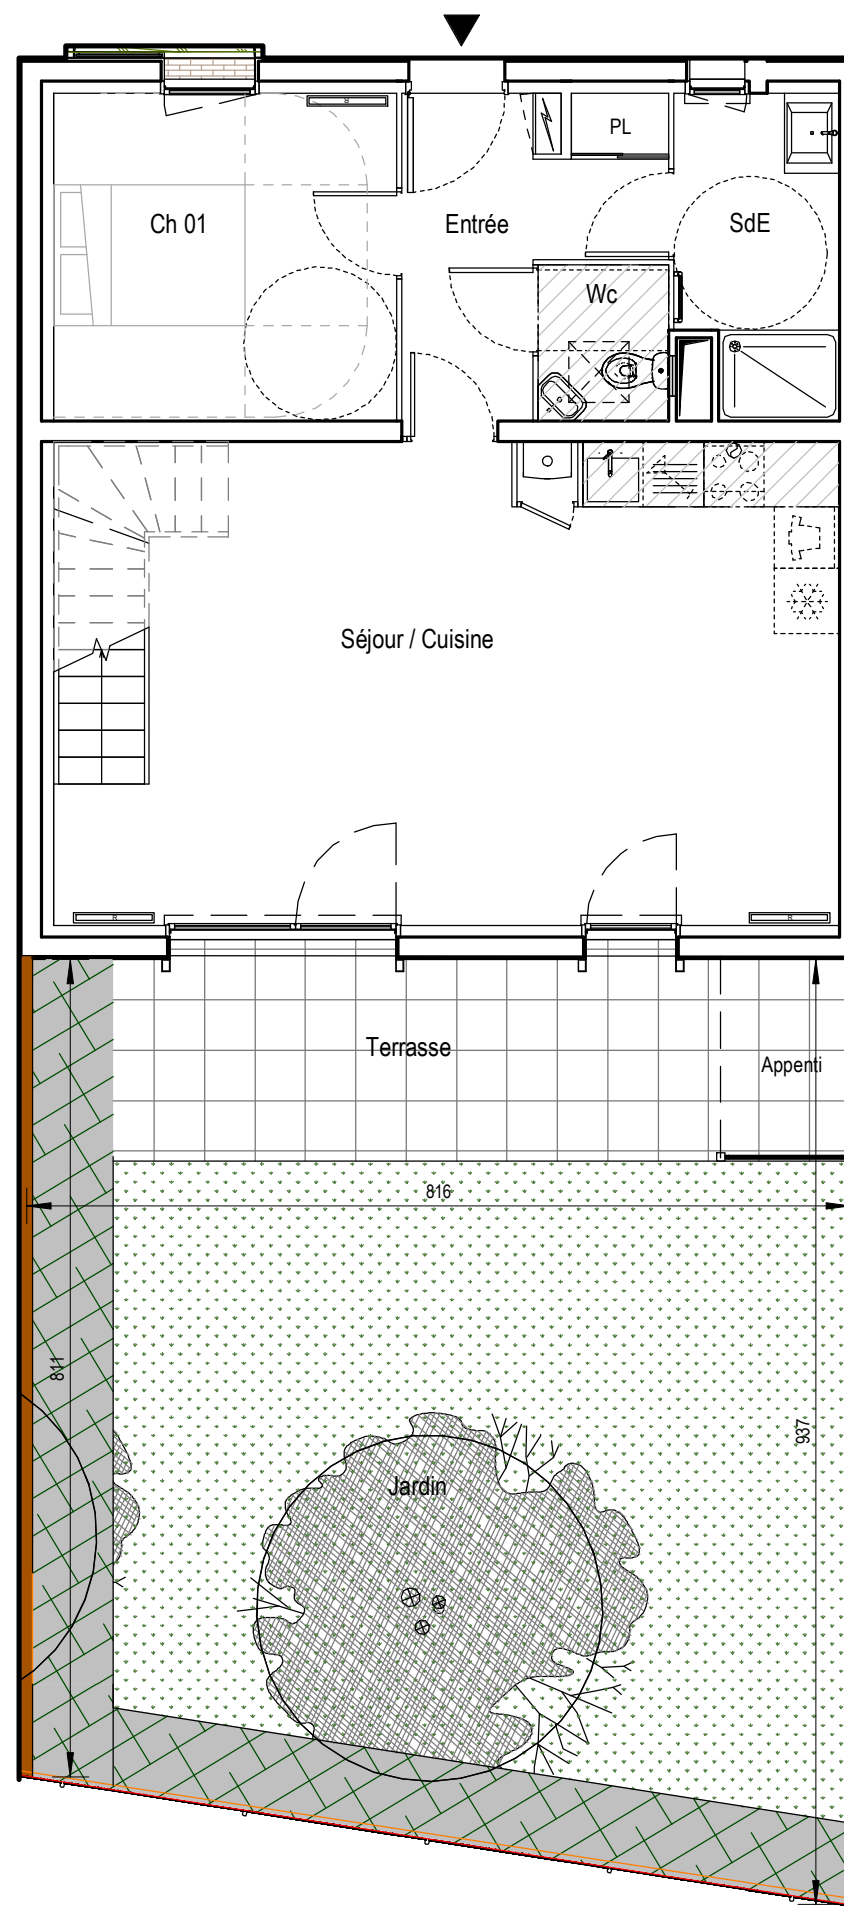 PL
Ch 01
Entrée
SdE
Wc
Séjour / Cuisine
R
R
Terrasse
Appenti
816
811
937
Jardin